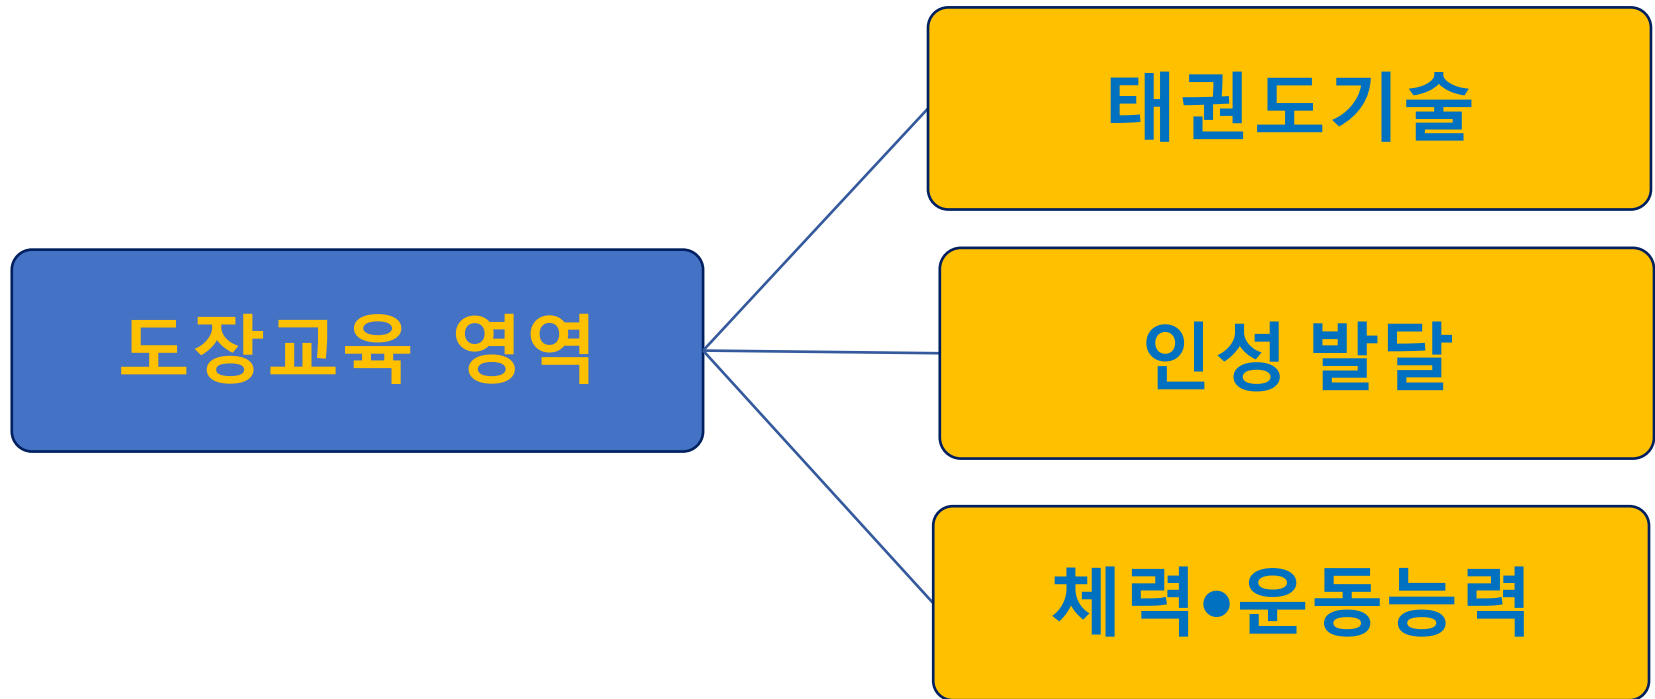 태권도기술
도장교육 영역
인성 발달
체력•운동능력